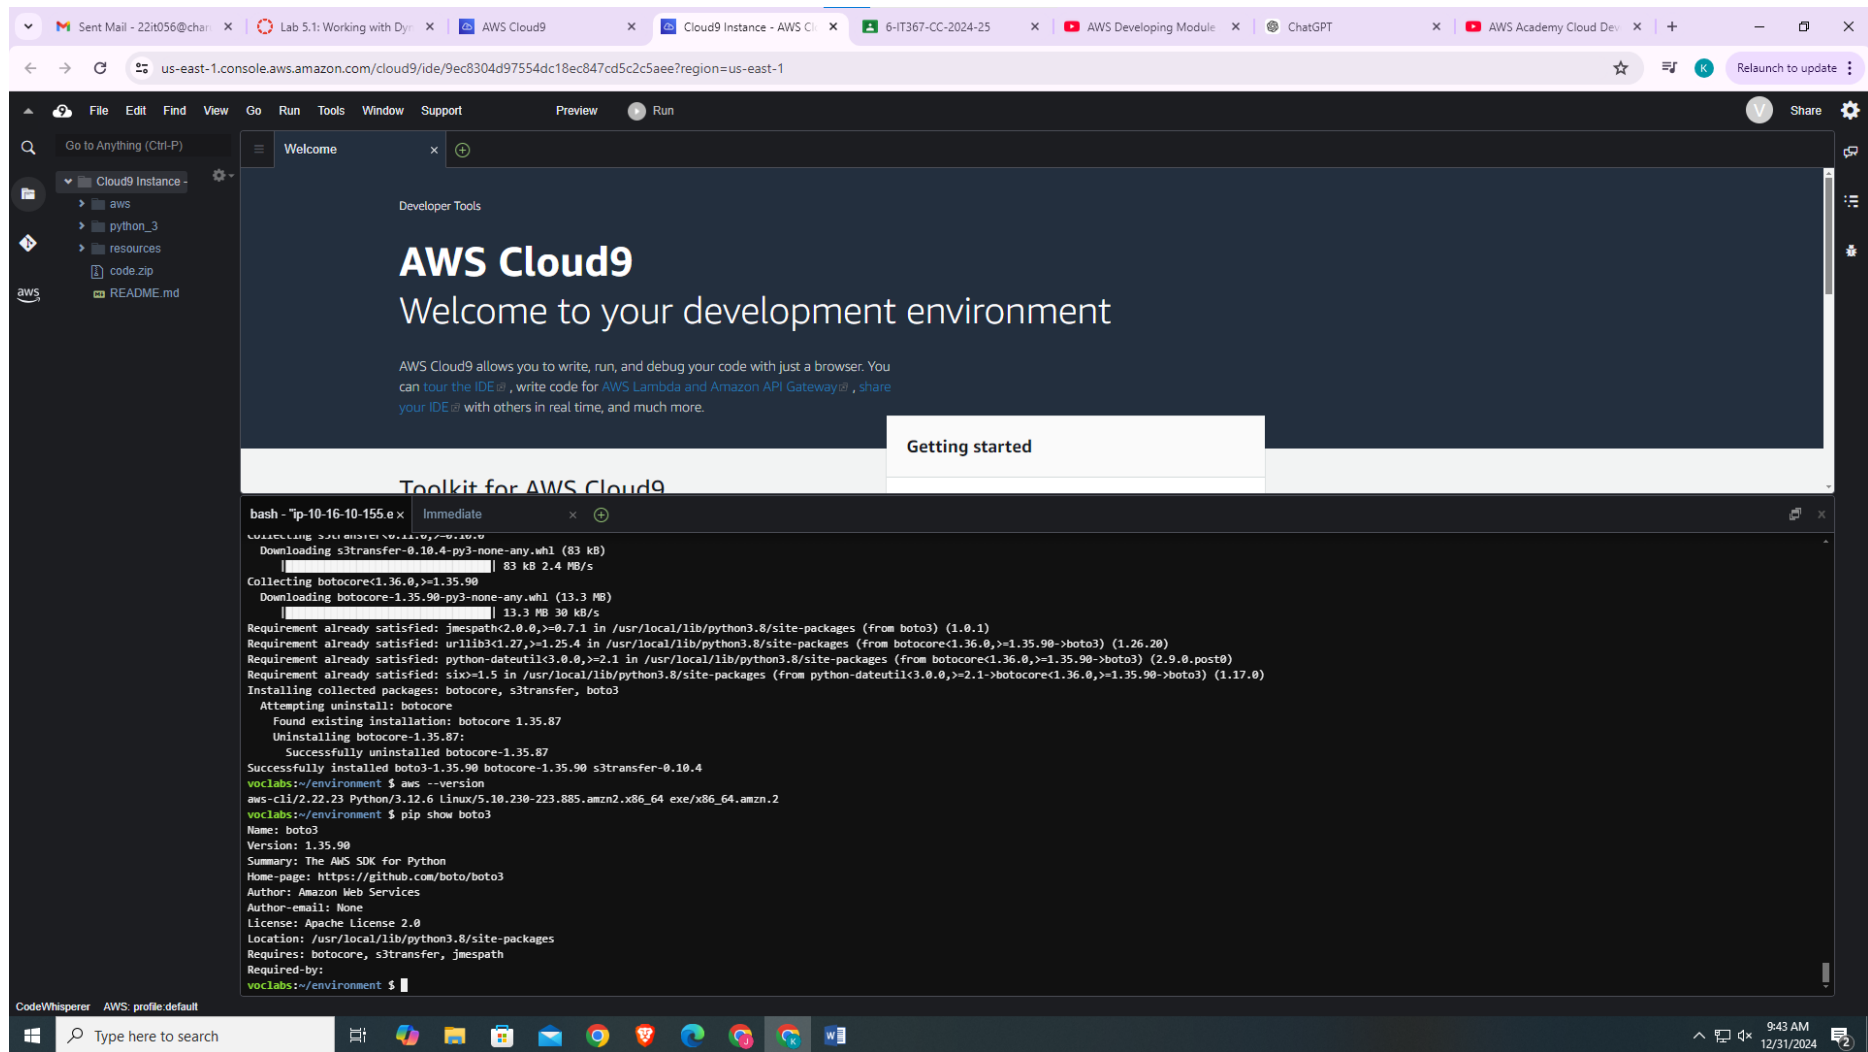 Sent Mail - 22it056@char
Lab 5.1: Working with Dyn
AWS Cloud9
Cloud9 Instance - AWS Cl
6-IT367-CC-2024-25
AWS Developing Module
ChatGPT
AWS Academy Cloud Dev
us-east-1.console.aws.amazon.com/cloud9/ide/9ec8304d97554dc18ec847cd5c2c5aee?region=us-east-1
K
Relaunch to update
9 File Edit Find View Go Run Tools Window Support Preview Run
V Share
Go to Anything (Ctrl-P)
Welcome
Cloud9 Instance -
aws
python_3
resources
code.zip
README.md
aws
Developer Tools
AWS Cloud9
Welcome to your development environment
AWS Cloud9 allows you to write, run, and debug your code with just a browser. You
can tour the IDE , write code for AWS Lambda and Amazon API Gateway , share
your IDE with others in real time, and much more.
Getting started
Toolkit for AWS Cloud9
bash - "ip-10-16-10-155.e
Immediate
Collecting s3transfer<0.11.0,>=0.10.0
Downloading s3transfer-0.10.4-py3-none-any.whl (83 kB)
|████████████████████████████████| 83 kB 2.4 MB/s
Collecting botocore<1.36.0,>=1.35.90
Downloading botocore-1.35.90-py3-none-any.whl (13.3 MB)
|████████████████████████████████| 13.3 MB 30 kB/s
Requirement already satisfied: jmespath<2.0.0,>=0.7.1 in /usr/local/lib/python3.8/site-packages (from boto3) (1.0.1)
Requirement already satisfied: urllib3<1.27,>=1.25.4 in /usr/local/lib/python3.8/site-packages (from botocore<1.36.0,>=1.35.90->boto3) (1.26.20)
Requirement already satisfied: python-dateutil<3.0.0,>=2.1 in /usr/local/lib/python3.8/site-packages (from botocore<1.36.0,>=1.35.90->boto3) (2.9.0.post0)
Requirement already satisfied: six>=1.5 in /usr/local/lib/python3.8/site-packages (from python-dateutil<3.0.0,>=2.1->botocore<1.36.0,>=1.35.90->boto3) (1.17.0)
Installing collected packages: botocore, s3transfer, boto3
Attempting uninstall: botocore
Found existing installation: botocore 1.35.87
Uninstalling botocore-1.35.87:
Successfully uninstalled botocore-1.35.87
Successfully installed boto3-1.35.90 botocore-1.35.90 s3transfer-0.10.4
voclabs:~/environment $ aws --version
aws-cli/2.22.23 Python/3.12.6 Linux/5.10.230-223.885.amzn2.x86_64 exe/x86_64.amzn.2
voclabs:~/environment $ pip show boto3
Name: boto3
Version: 1.35.90
Summary: The AWS SDK for Python
Home-page: https://github.com/boto/boto3
Author: Amazon Web Services
Author-email: None
License: Apache License 2.0
Location: /usr/local/lib/python3.8/site-packages
Requires: botocore, s3transfer, jmespath
Required-by:
voclabs:~/environment $
CodeWhisperer AWS: profile:default
Type here to search
9:43 AM
12/31/2024
2